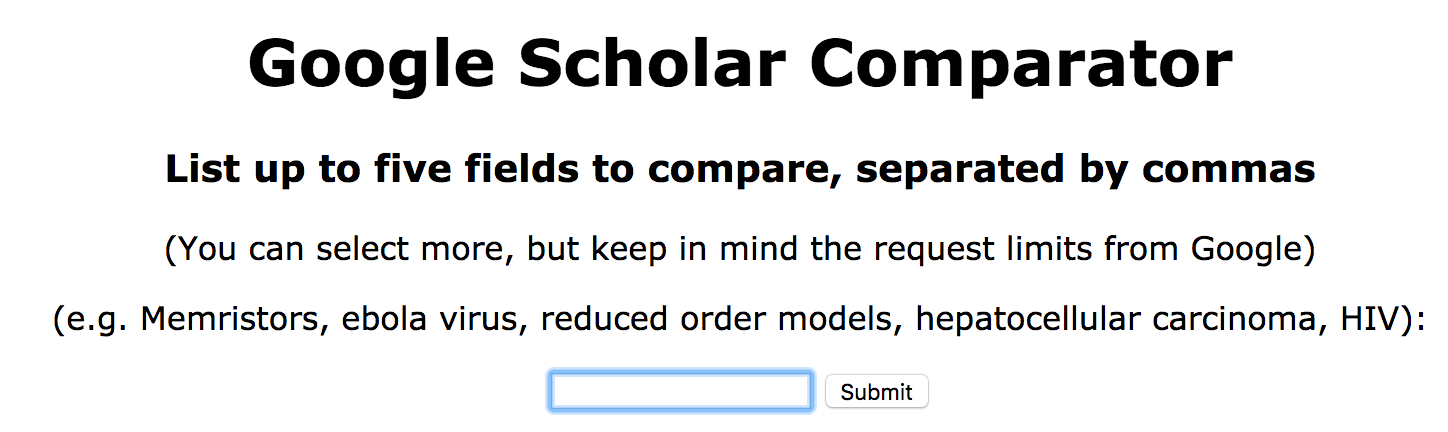 Google Scholar Comparator
List up to five fields to compare, separated by commas
(You can select more, but keep in mind the request limits from Google)
(e.g. Memristors, ebola virus, reduced order models, hepatocellular carcinoma, HIV):
Submit